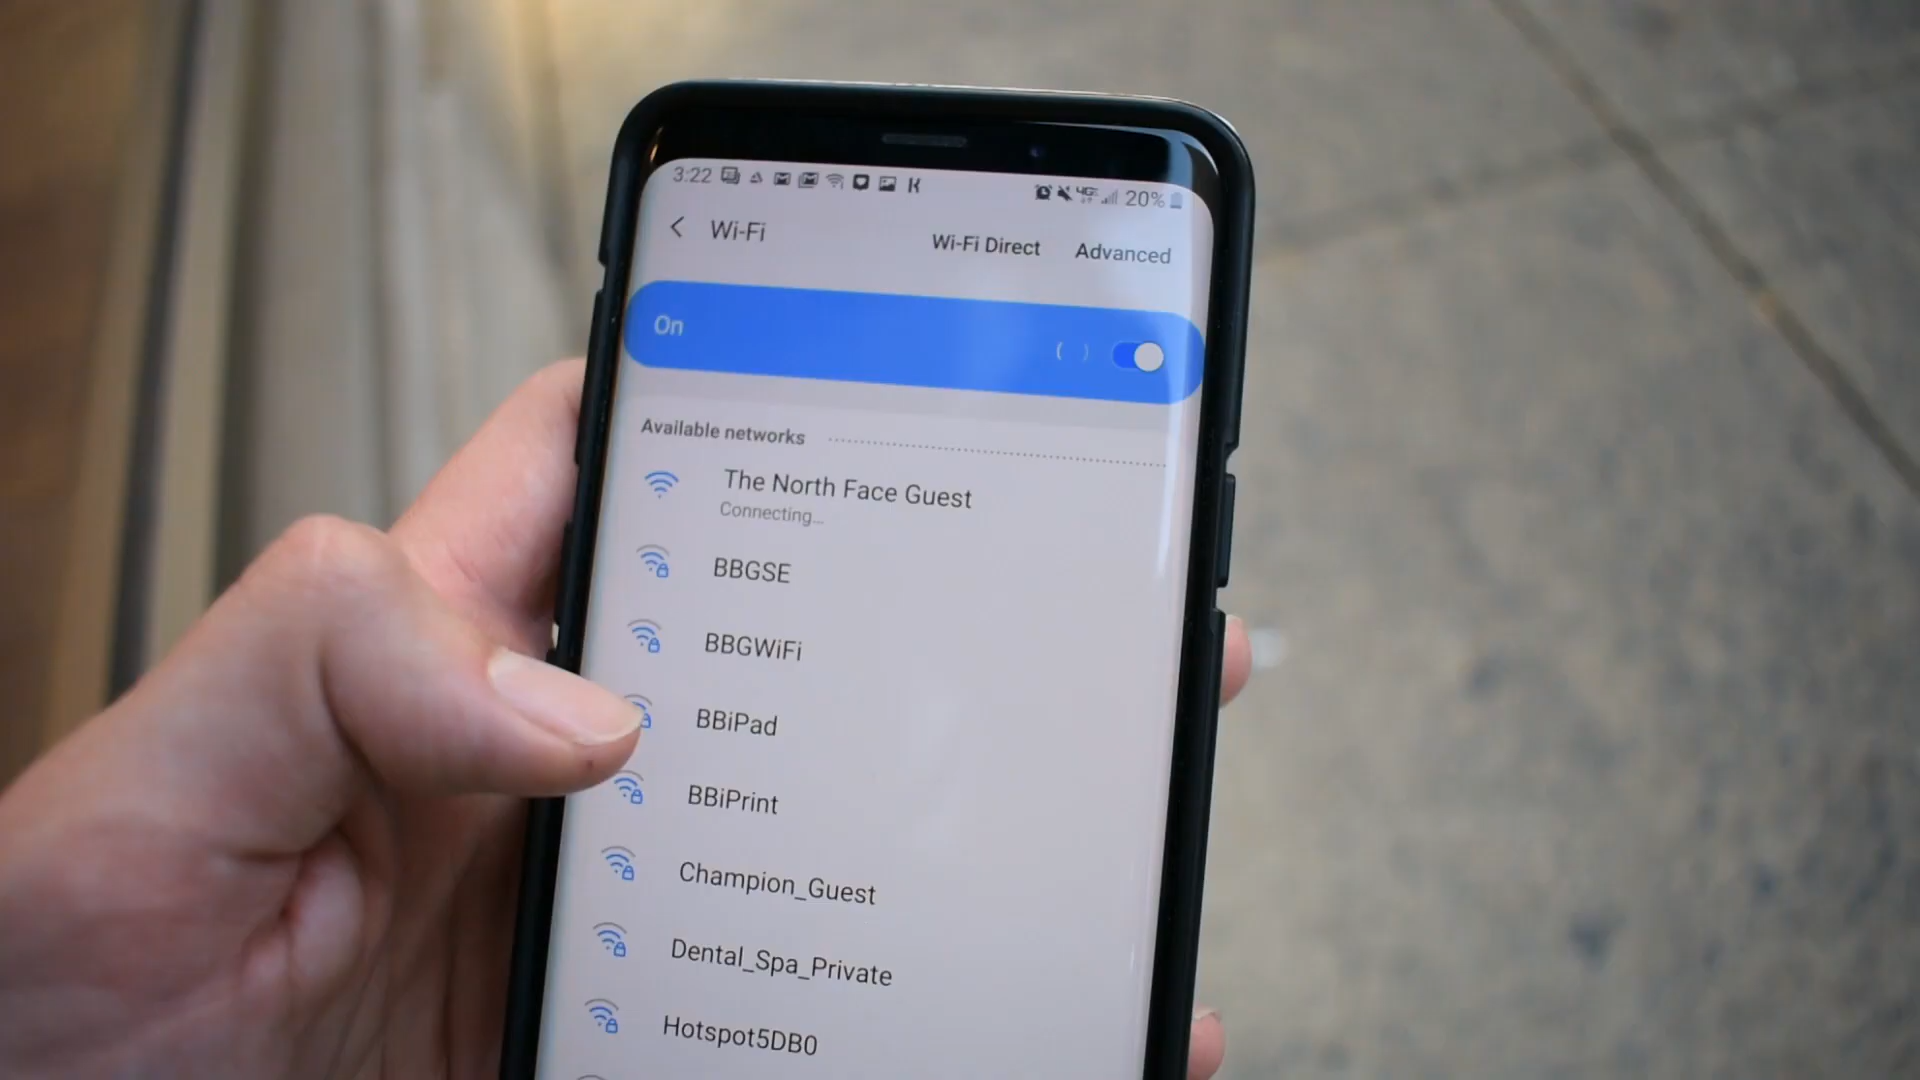 3:22
4GE 20%
Wi-Fi
Wi-Fi Direct
Advanced
On
Available networks
The North Face Guest
Connecting...
BBGSE
BBGWiFi
BBiPad
BBiPrint
Champion_Guest
Dental_Spa_Private
Hotspot5DB0